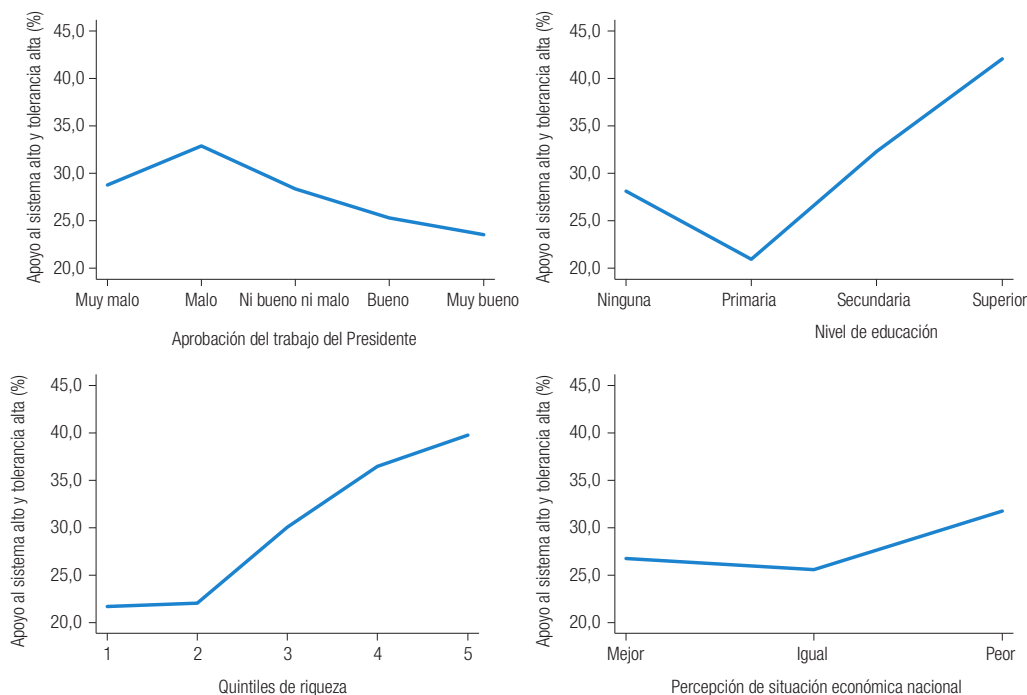 Apoyo al sistema alto y tolerancia alta (%)
45,0
40,0
35,0
30,0
25,0
20,0
Muy malo Malo Ni bueno ni malo Bueno Muy bueno
Aprobación del trabajo del Presidente
Apoyo al sistema alto y tolerancia alta (%)
45,0
40,0
35,0
30,0
25,0
20,0
Ninguna Primaria Secundaria Superior
Nivel de educación
Apoyo al sistema alto y tolerancia alta (%)
45,0
40,0
35,0
30,0
25,0
20,0
1 2 3 4 5
Quintiles de riqueza
Apoyo al sistema alto y tolerancia alta (%)
45,0
40,0
35,0
30,0
25,0
20,0
Mejor Igual Peor
Percepción de situación económica nacional